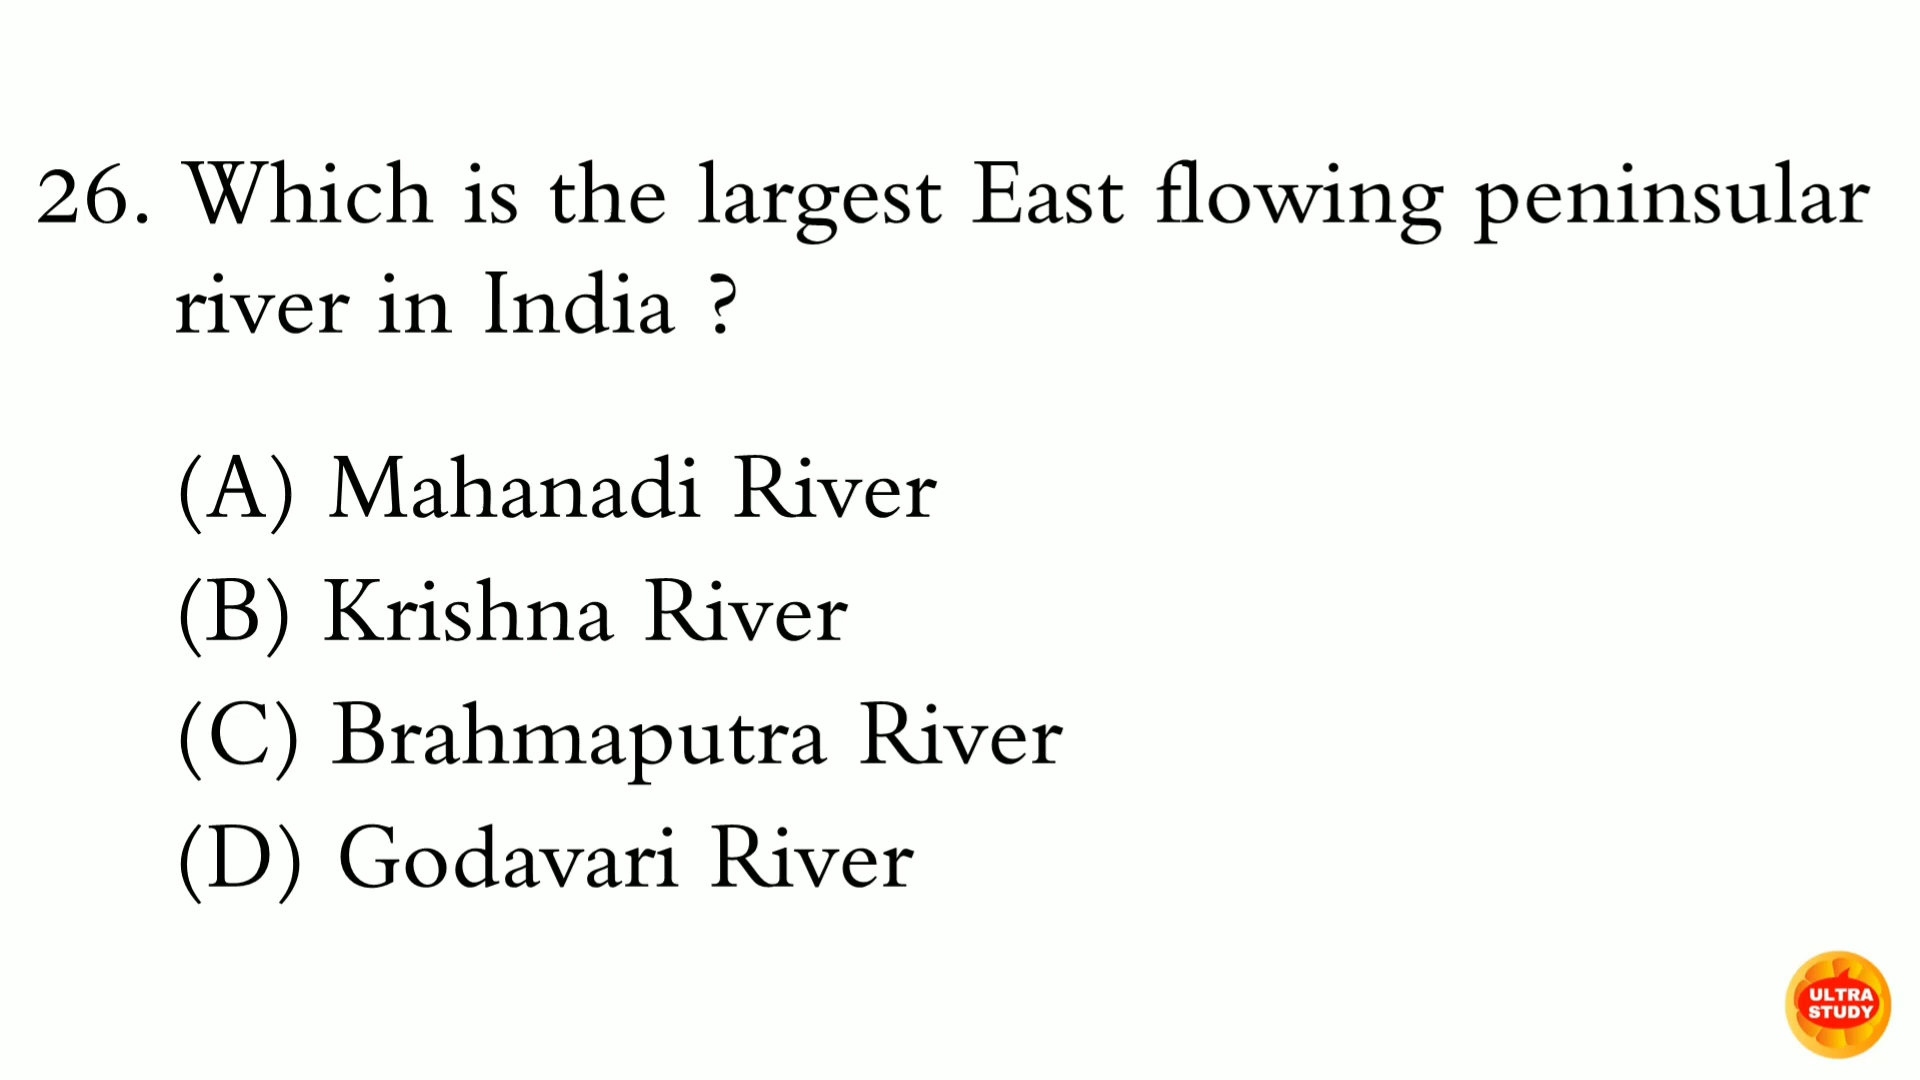 26. Which is the largest East flowing peninsular
river in India ?
(A) Mahanadi River
(B) Krishna River
(C) Brahmaputra River
(D) Godavari River
ULTRA
STUDY